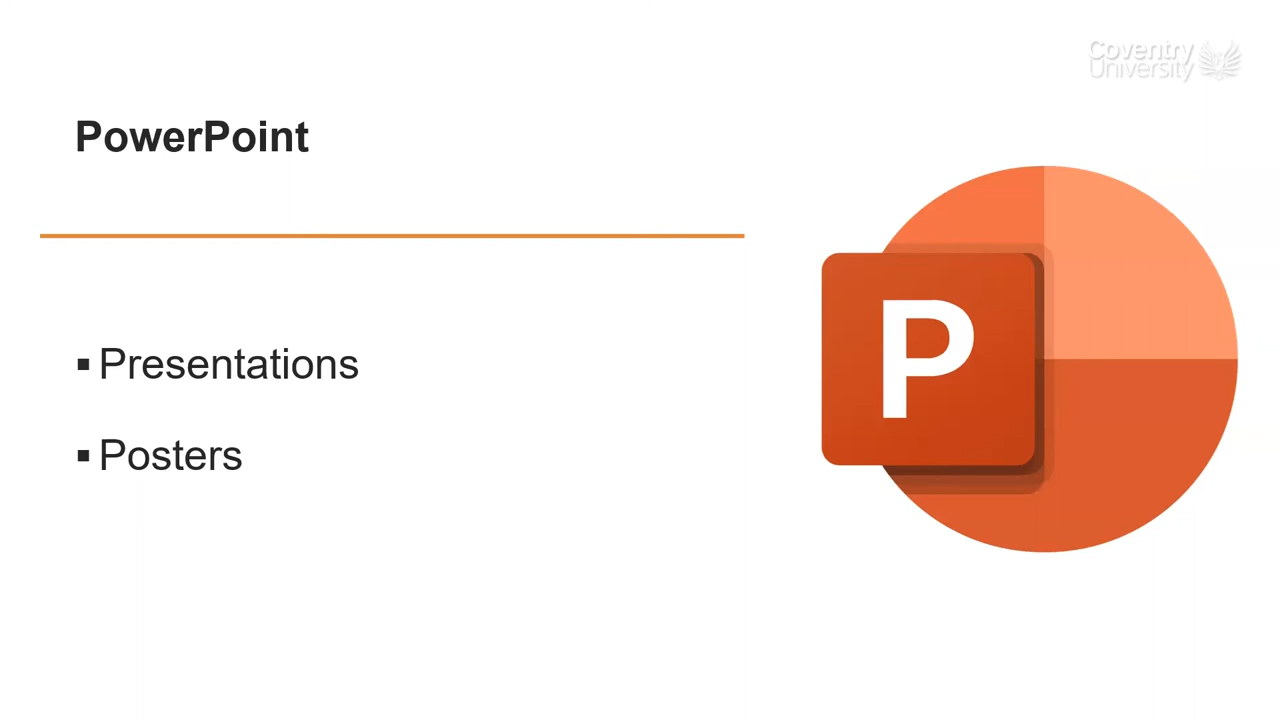 Coventry
University
PowerPoint
▪ Presentations
▪ Posters
P